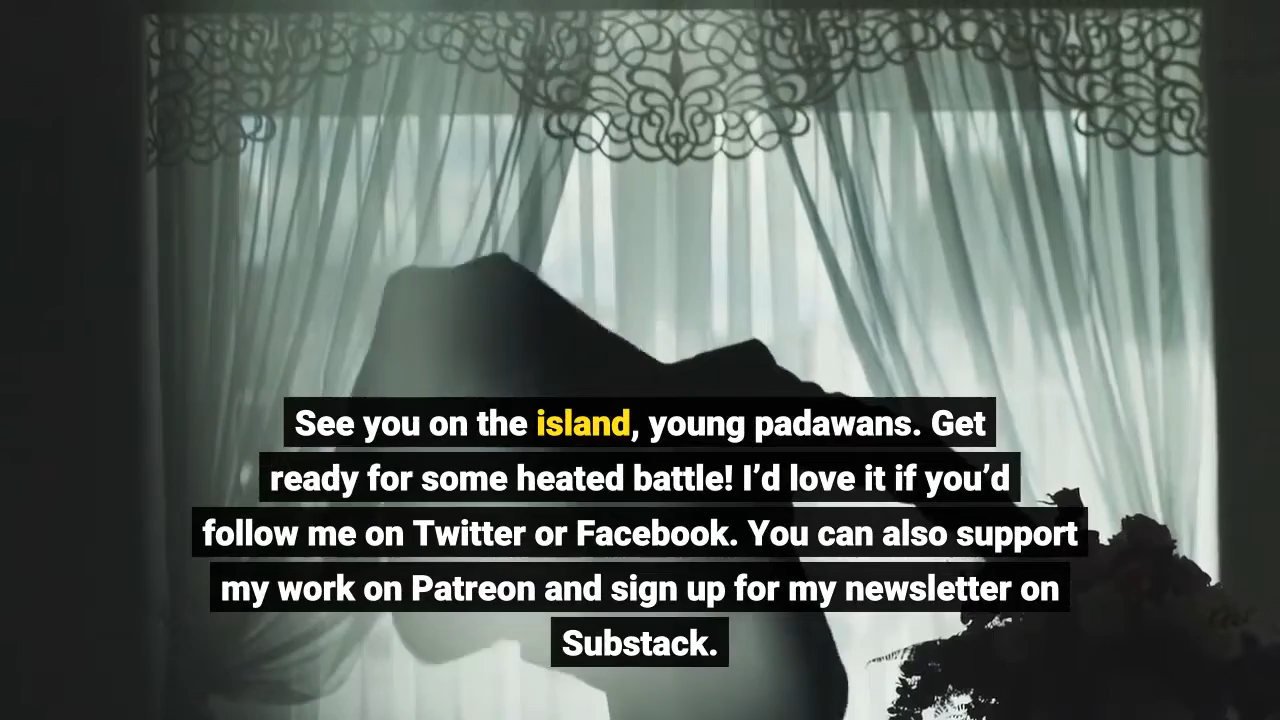 See you on the island, young padawans. Get
ready for some heated battle! I’d love it if you’d
follow me on Twitter or Facebook. You can also support
my work on Patreon and sign up for my newsletter on
Substack.